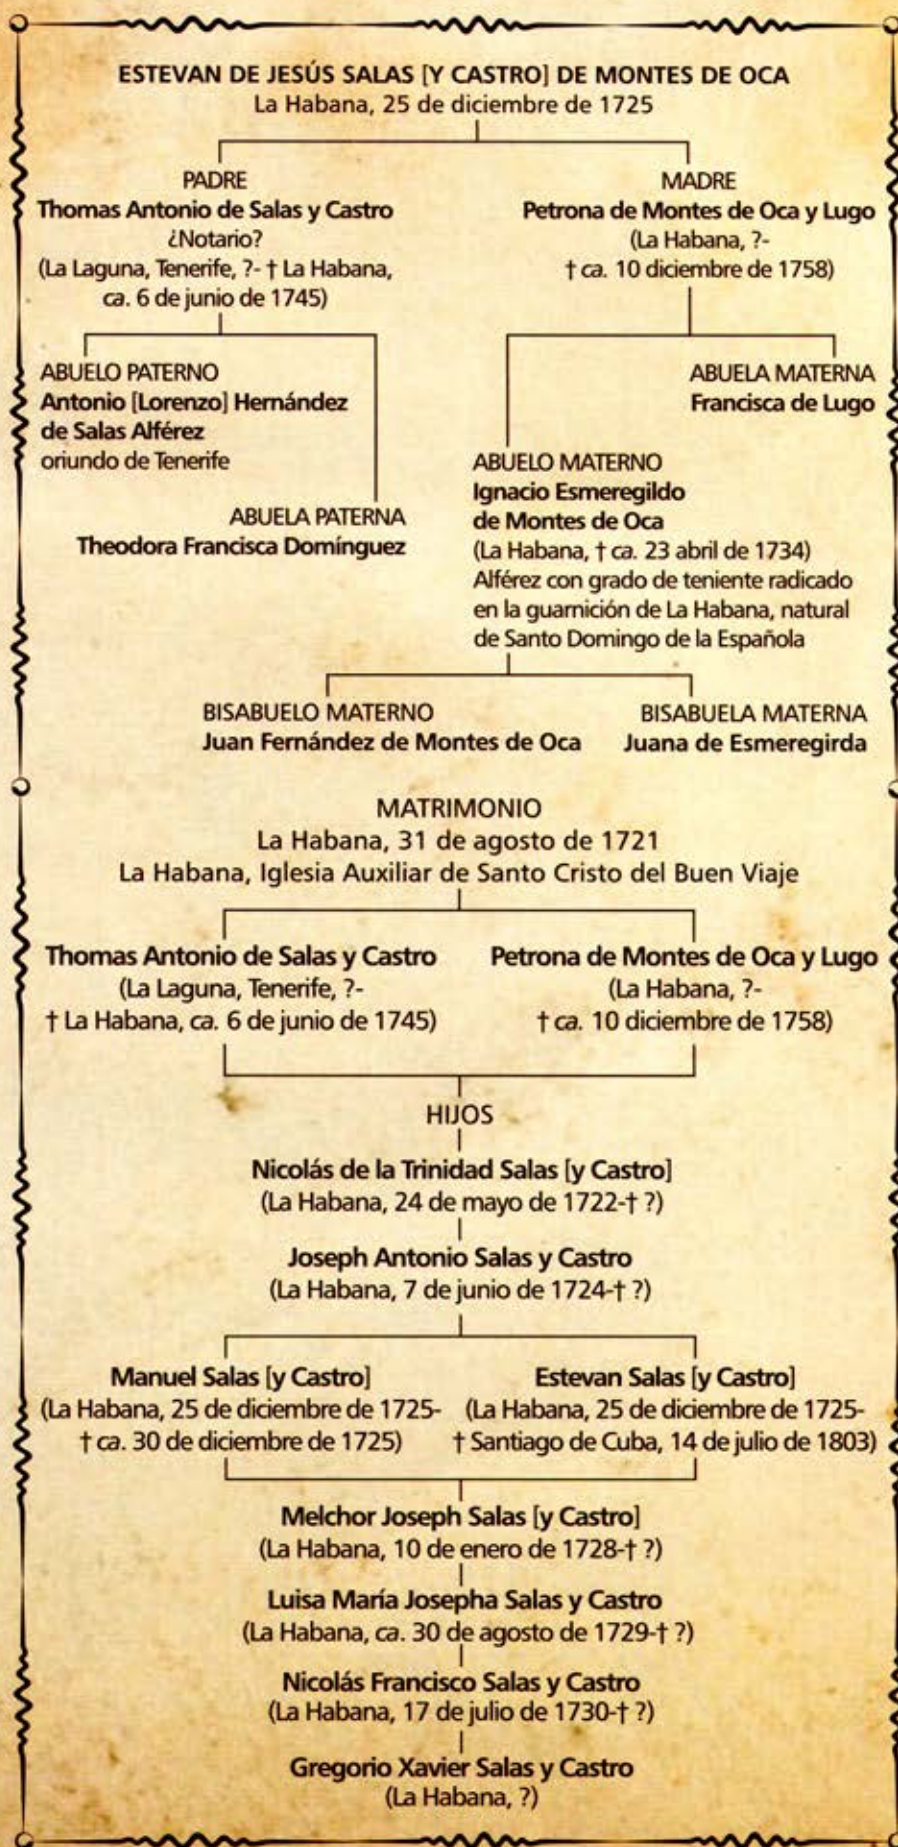 ESTEVAN DE JESÚS SALAS [Y CASTRO] DE MONTES DE OCA
La Habana, 25 de diciembre de 1725
PADRE
Thomas Antonio de Salas y Castro
¿Notario?
(La Laguna, Tenerife, ?- † La Habana,
ca. 6 de junio de 1745)
MADRE
Petrona de Montes de Oca y Lugo
(La Habana, ?-
† ca. 10 diciembre de 1758)
ABUELO PATERNO
Antonio [Lorenzo] Hernández
de Salas Alférez
oriundo de Tenerife
ABUELA PATERNA
Theodora Francisca Domínguez
ABUELA MATERNA
Francisca de Lugo
ABUELO MATERNO
Ignacio Esmeregildo
de Montes de Oca
(La Habana, † ca. 23 abril de 1734)
Alférez con grado de teniente radicado
en la guarnición de La Habana, natural
de Santo Domingo de la Española
BISABUELO MATERNO
Juan Fernández de Montes de Oca
BISABUELA MATERNA
Juana de Esmeregirda
MATRIMONIO
La Habana, 31 de agosto de 1721
La Habana, Iglesia Auxiliar de Santo Cristo del Buen Viaje
Thomas Antonio de Salas y Castro
(La Laguna, Tenerife, ?-
† La Habana, ca. 6 de junio de 1745)
Petrona de Montes de Oca y Lugo
(La Habana, ?-
† ca. 10 diciembre de 1758)
HIJOS
Nicolás de la Trinidad Salas [y Castro]
(La Habana, 24 de mayo de 1722-† ?)
Joseph Antonio Salas y Castro
(La Habana, 7 de junio de 1724-† ?)
Manuel Salas [y Castro]
(La Habana, 25 de diciembre de 1725-
† ca. 30 de diciembre de 1725)
Estevan Salas [y Castro]
(La Habana, 25 de diciembre de 1725-
† Santiago de Cuba, 14 de julio de 1803)
Melchor Joseph Salas [y Castro]
(La Habana, 10 de enero de 1728-† ?)
Luisa María Josepha Salas y Castro
(La Habana, ca. 30 de agosto de 1729-† ?)
Nicolás Francisco Salas y Castro
(La Habana, 17 de julio de 1730-† ?)
Gregorio Xavier Salas y Castro
(La Habana, ?)